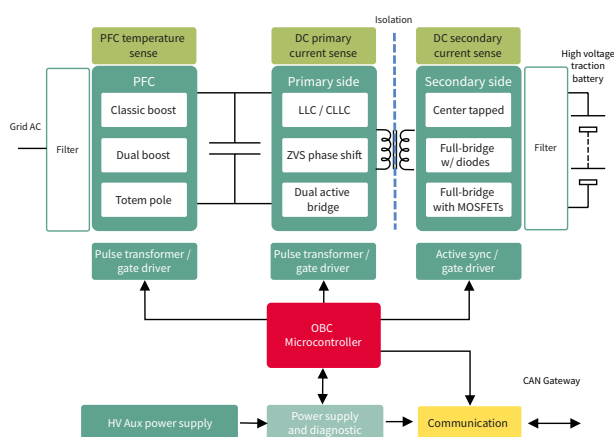 Isolation
PFC temperature
sense
DC primary
current sense
DC secondary
current sense
High voltage
traction
battery
Grid AC
Filter
PFC
Classic boost
Dual boost
Totem pole
Primary side
LLC / CLLC
ZVS phase shift
Dual active
bridge
Secondary side
Center tapped
Full-bridge
w/ diodes
Full-bridge
with MOSFETs
Filter
Pulse transformer /
gate driver
Pulse transformer /
gate driver
Active sync /
gate driver
OBC
Microcontroller
CAN Gateway
HV Aux power supply
Power supply
and diagnostic
Communication